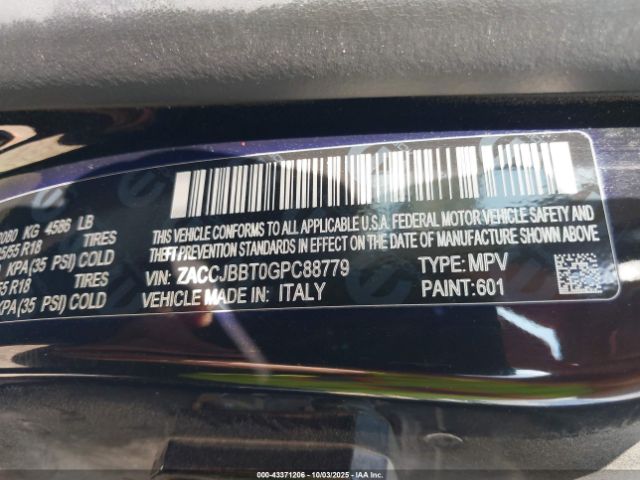 2080 KG 4586 LB
TIRES
5/55 R18
KPA(35 PSI) COLD
TIRES
55 R18
KPA(35 PSI) COLD
THIS VEHICLE CONFORMS TO ALL APPLICABLE U.S.A. FEDERAL MOTOR VEHICLE SAFETY AND
THEFT PREVENTION STANDARDS IN EFFECT ON THE DATE OF MANUFACTURE SHOWN ABOVE.
VIN: ZACCJBBT0GPC88779 TYPE: MPV
VEHICLE MADE IN ITALY PAINT:601
000-43371206 - 10/03/2025 - ©COPYRIGHT IAA, LLC